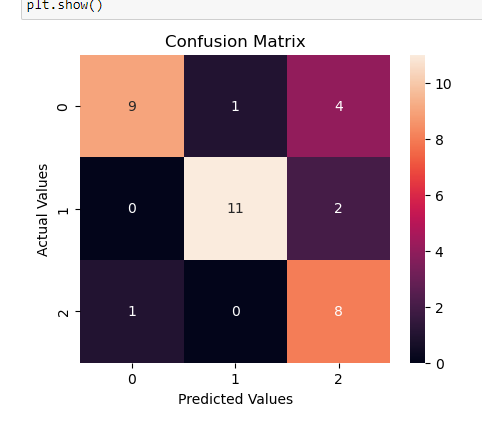 plt.show()
Confusion Matrix
10
0 9 1 4
8
6
Actual Values
1 0 11 2
4
2 1 0 8
2
0
0 1 2
Predicted Values